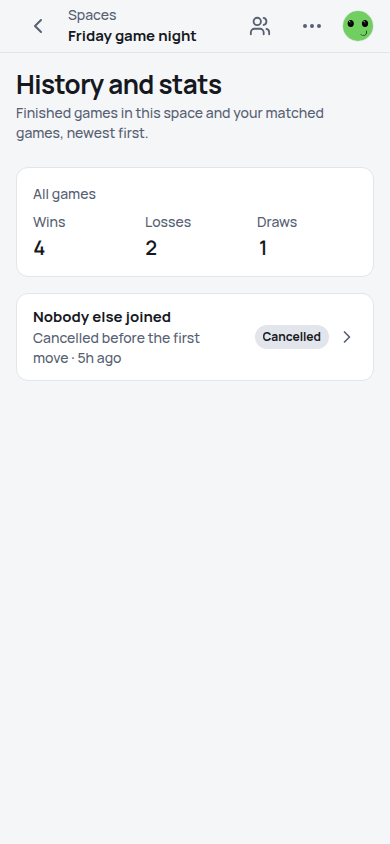 Spaces
Friday game night
History and stats
Finished games in this space and your matched
games, newest first.
All games
Wins
Losses
Draws
4
2
1
Nobody else joined
Cancelled before the first
move · 5h ago
Cancelled